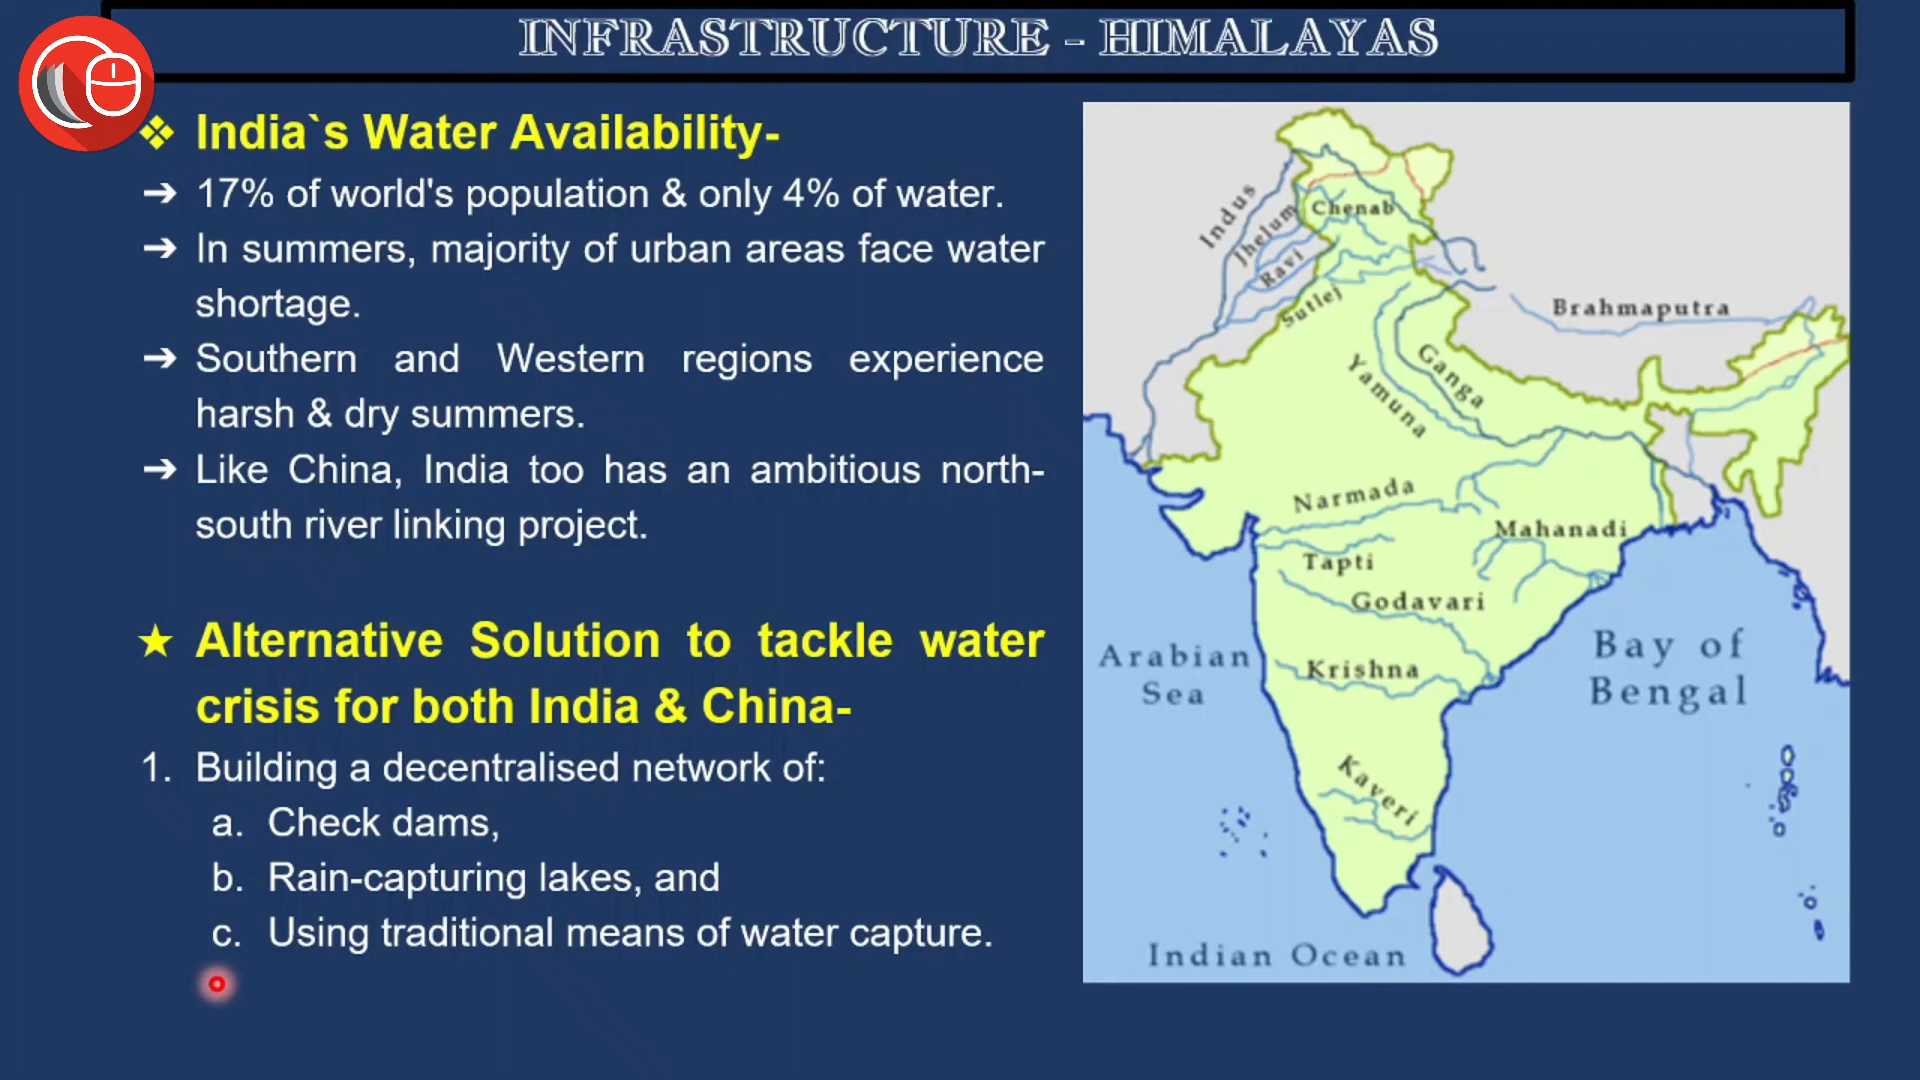 INFRASTRUCTURE - HIMALAYAS
❖ India`s Water Availability-
➔ 17% of world's population & only 4% of water.
➔ In summers, majority of urban areas face water
shortage.
➔ Southern and Western regions experience
harsh & dry summers.
➔ Like China, India too has an ambitious north-
south river linking project.
★ Alternative Solution to tackle water
crisis for both India & China-
1. Building a decentralised network of:
a. Check dams,
b. Rain-capturing lakes, and
c. Using traditional means of water capture.
Indus
Jhelum
Chenab
Ravi
Sutlej
Brahmaputra
Ganga
Yamuna
Narmada
Mahanadi
Tapti
Godavari
Krishna
Kaveri
Arabian
Sea
Bay of
Bengal
Indian Ocean